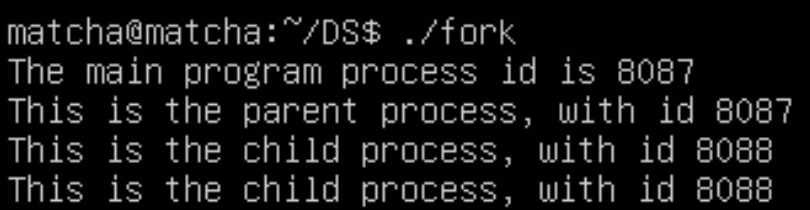 matcha@matcha:~/DS$ ./fork
The main program process id is 8087
This is the parent process, with id 8087
This is the child process, with id 8088
This is the child process, with id 8088